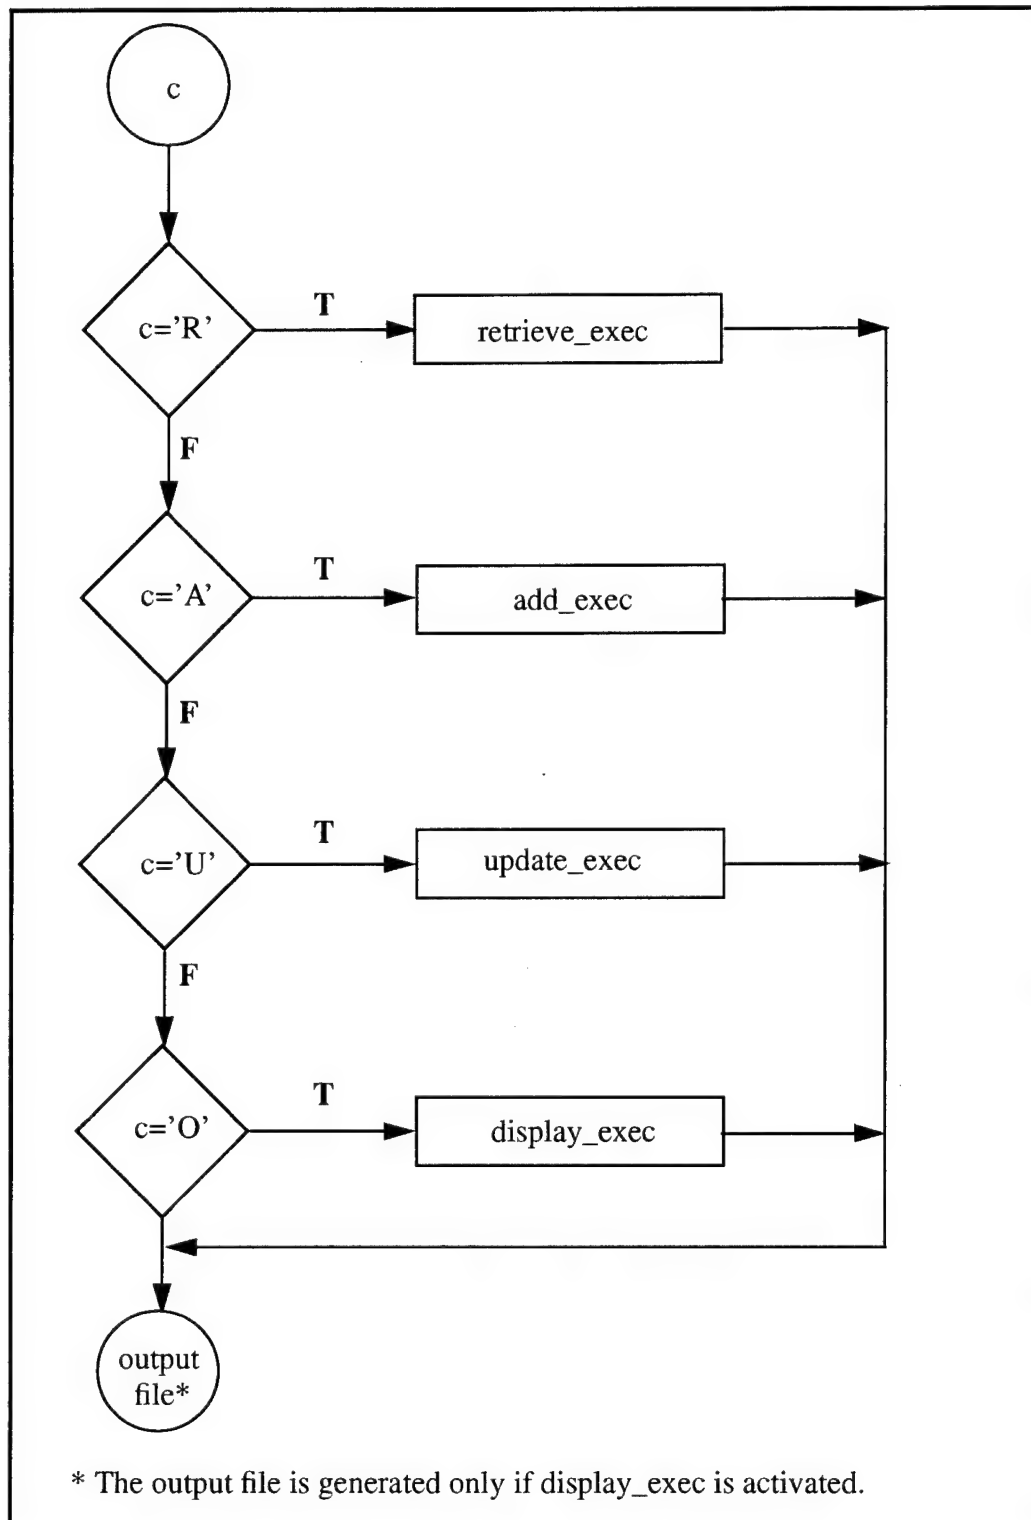 c
c='R'
T
retrieve_exec
F
c='A'
T
add_exec
F
c='U'
T
update_exec
F
c='O'
T
display_exec
output
file*
* The output file is generated only if display_exec is activated.